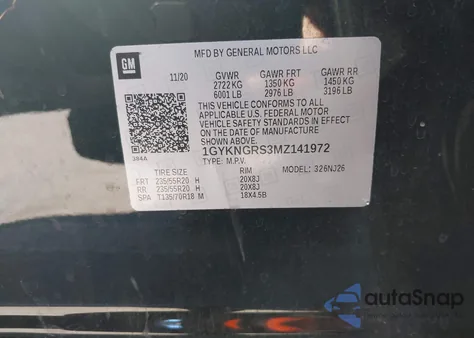 GM
MFD BY GENERAL MOTORS LLC
11/20 GVWR GAWR FRT GAWR RR
2722 KG 1350 KG 1450 KG
6001 LB 2976 LB 3196 LB
THIS VEHICLE CONFORMS TO ALL
APPLICABLE U.S. FEDERAL MOTOR
VEHICLE SAFETY STANDARDS IN EFFECT ON THE
DATE OF MANUFACTURE SHOWN ABOVE.
1GYKNGRS3MZ141972
384A TYPE: M.P.V.
TIRE SIZE RIM MODEL: 326NJ26
FRT 235/55R20 H 20X8J
RR 235/55R20 H 20X8J
SPA T135/70R18 M 18X4.5B
autoSnap